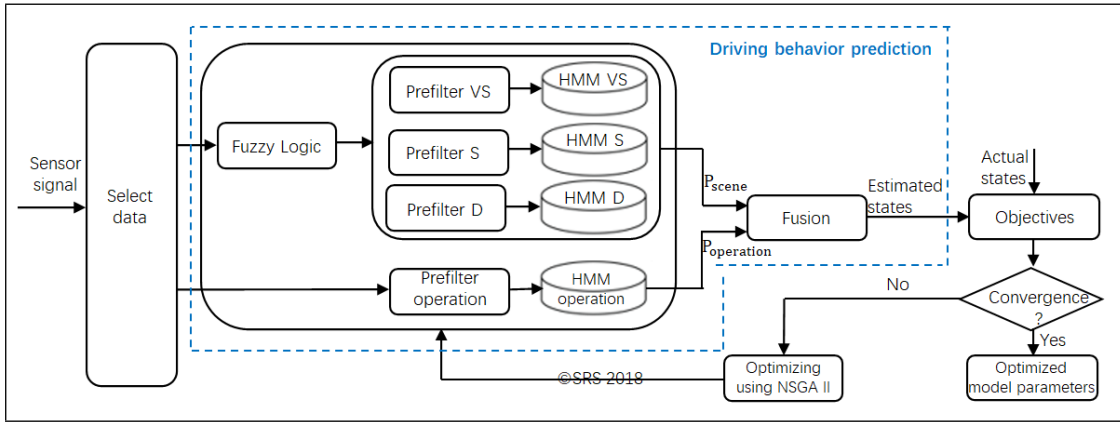 Driving behavior prediction
Sensor
signal
Select
data
Fuzzy Logic
Prefilter VS
HMM VS
Prefilter S
HMM S
Prefilter D
HMM D
Prefilter
operation
HMM
operation
Pscene
Poperation
Fusion
Estimated
states
Actual
states
Objectives
Convergence
?
No
Yes
Optimizing
using NSGA II
Optimized
model parameters
©SRS 2018